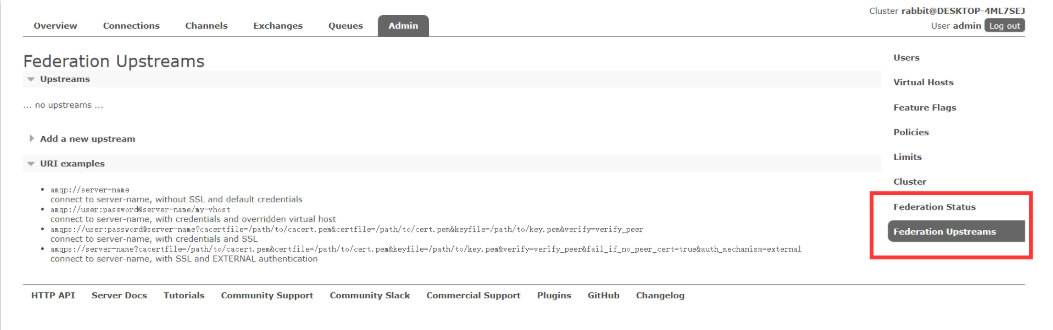 Cluster rabbit@DESKTOP-4ML7SEJ
Overview Connections Channels Exchanges Queues Admin
User admin Log out
Federation Upstreams
Upstreams
... no upstreams ...
Add a new upstream
URI examples
amqp://server-name
connect to server-name, without SSL and default credentials
amqp://user:password@server-name/my-vhost
connect to server-name, with credentials and overridden virtual host
amqps://user:password@server-name?cacertfile=/path/to/cacert.pem&certfile=/path/to/cert.pem&keyfile=/path/to/key.pem&verify=verify_peer
connect to server-name, with credentials and SSL
amqps://server-name?cacertfile=/path/to/cacert.pem&certfile=/path/to/cert.pem&keyfile=/path/to/key.pem&verify=verify_peer&fail_if_no_peer_cert=true&auth_mechanism=external
connect to server-name, with SSL and EXTERNAL authentication
Users
Virtual Hosts
Feature Flags
Policies
Limits
Cluster
Federation Status
Federation Upstreams
HTTP API Server Docs Tutorials Community Support Community Slack Commercial Support Plugins GitHub Changelog